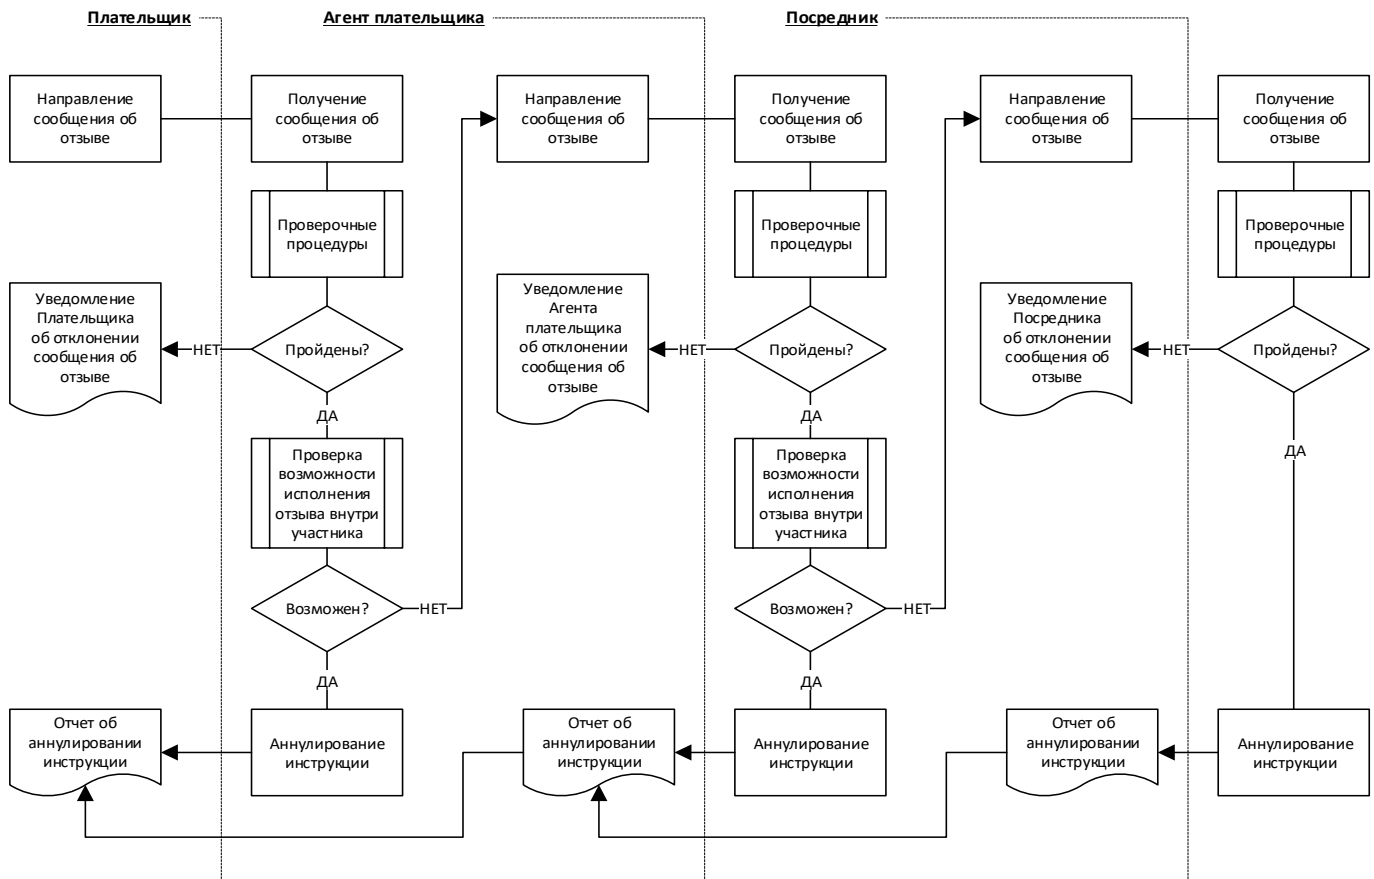 Плательщик
Агент плательщика
Посредник
Направление
сообщения об
отзыве
Получение
сообщения об
отзыве
Направление
сообщения об
отзыве
Получение
сообщения об
отзыве
Направление
сообщения об
отзыве
Получение
сообщения об
отзыве
Проверочные
процедуры
Проверочные
процедуры
Проверочные
процедуры
Уведомление
Плательщика
об отклонении
сообщения об
отзыве
НЕТ
Пройдены?
Уведомление
Агента
плательщика
об отклонении
сообщения об
отзыве
НЕТ
Пройдены?
Уведомление
Посредника
об отклонении
сообщения об
отзыве
НЕТ
Пройдены?
ДА
ДА
ДА
Проверка
возможности
исполнения
отзыва внутри
участника
Проверка
возможности
исполнения
отзыва внутри
участника
Возможен?
НЕТ
Возможен?
НЕТ
ДА
ДА
Отчет об
аннулировании
инструкции
Аннулирование
инструкции
Отчет об
аннулировании
инструкции
Аннулирование
инструкции
Отчет об
аннулировании
инструкции
Аннулирование
инструкции